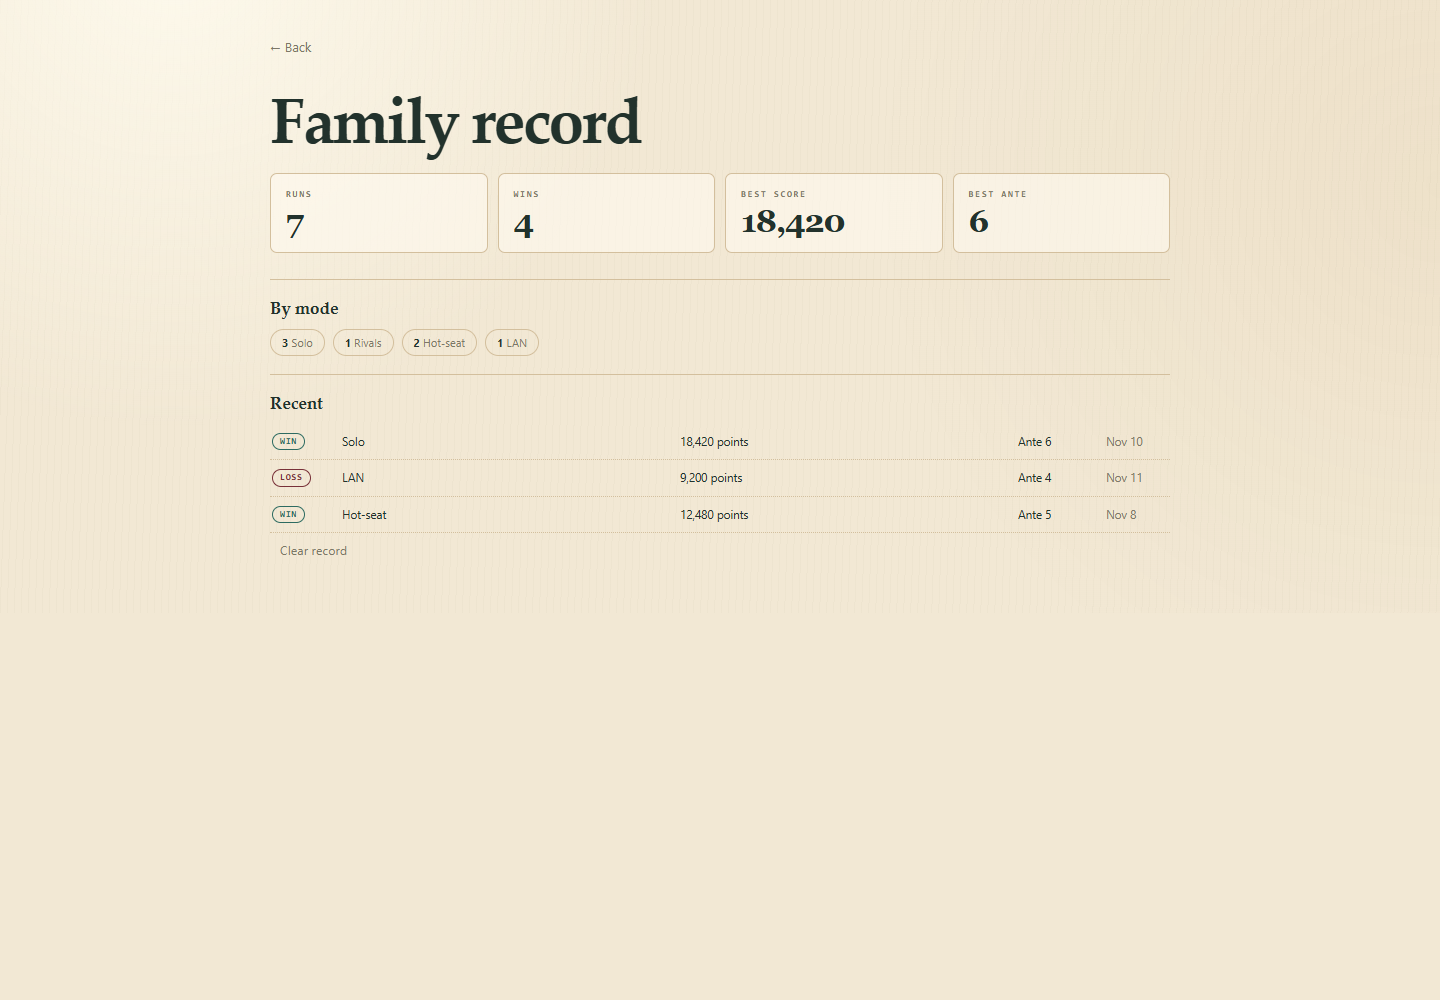 ← Back
Family record
RUNS WINS BEST SCORE BEST ANTE
7 4 18,420 6
By mode
3 Solo 1 Rivals 2 Hot-seat 1 LAN
Recent
WIN Solo 18,420 points Ante 6 Nov 10
LOSS LAN 9,200 points Ante 4 Nov 11
WIN Hot-seat 12,480 points Ante 5 Nov 8
Clear record